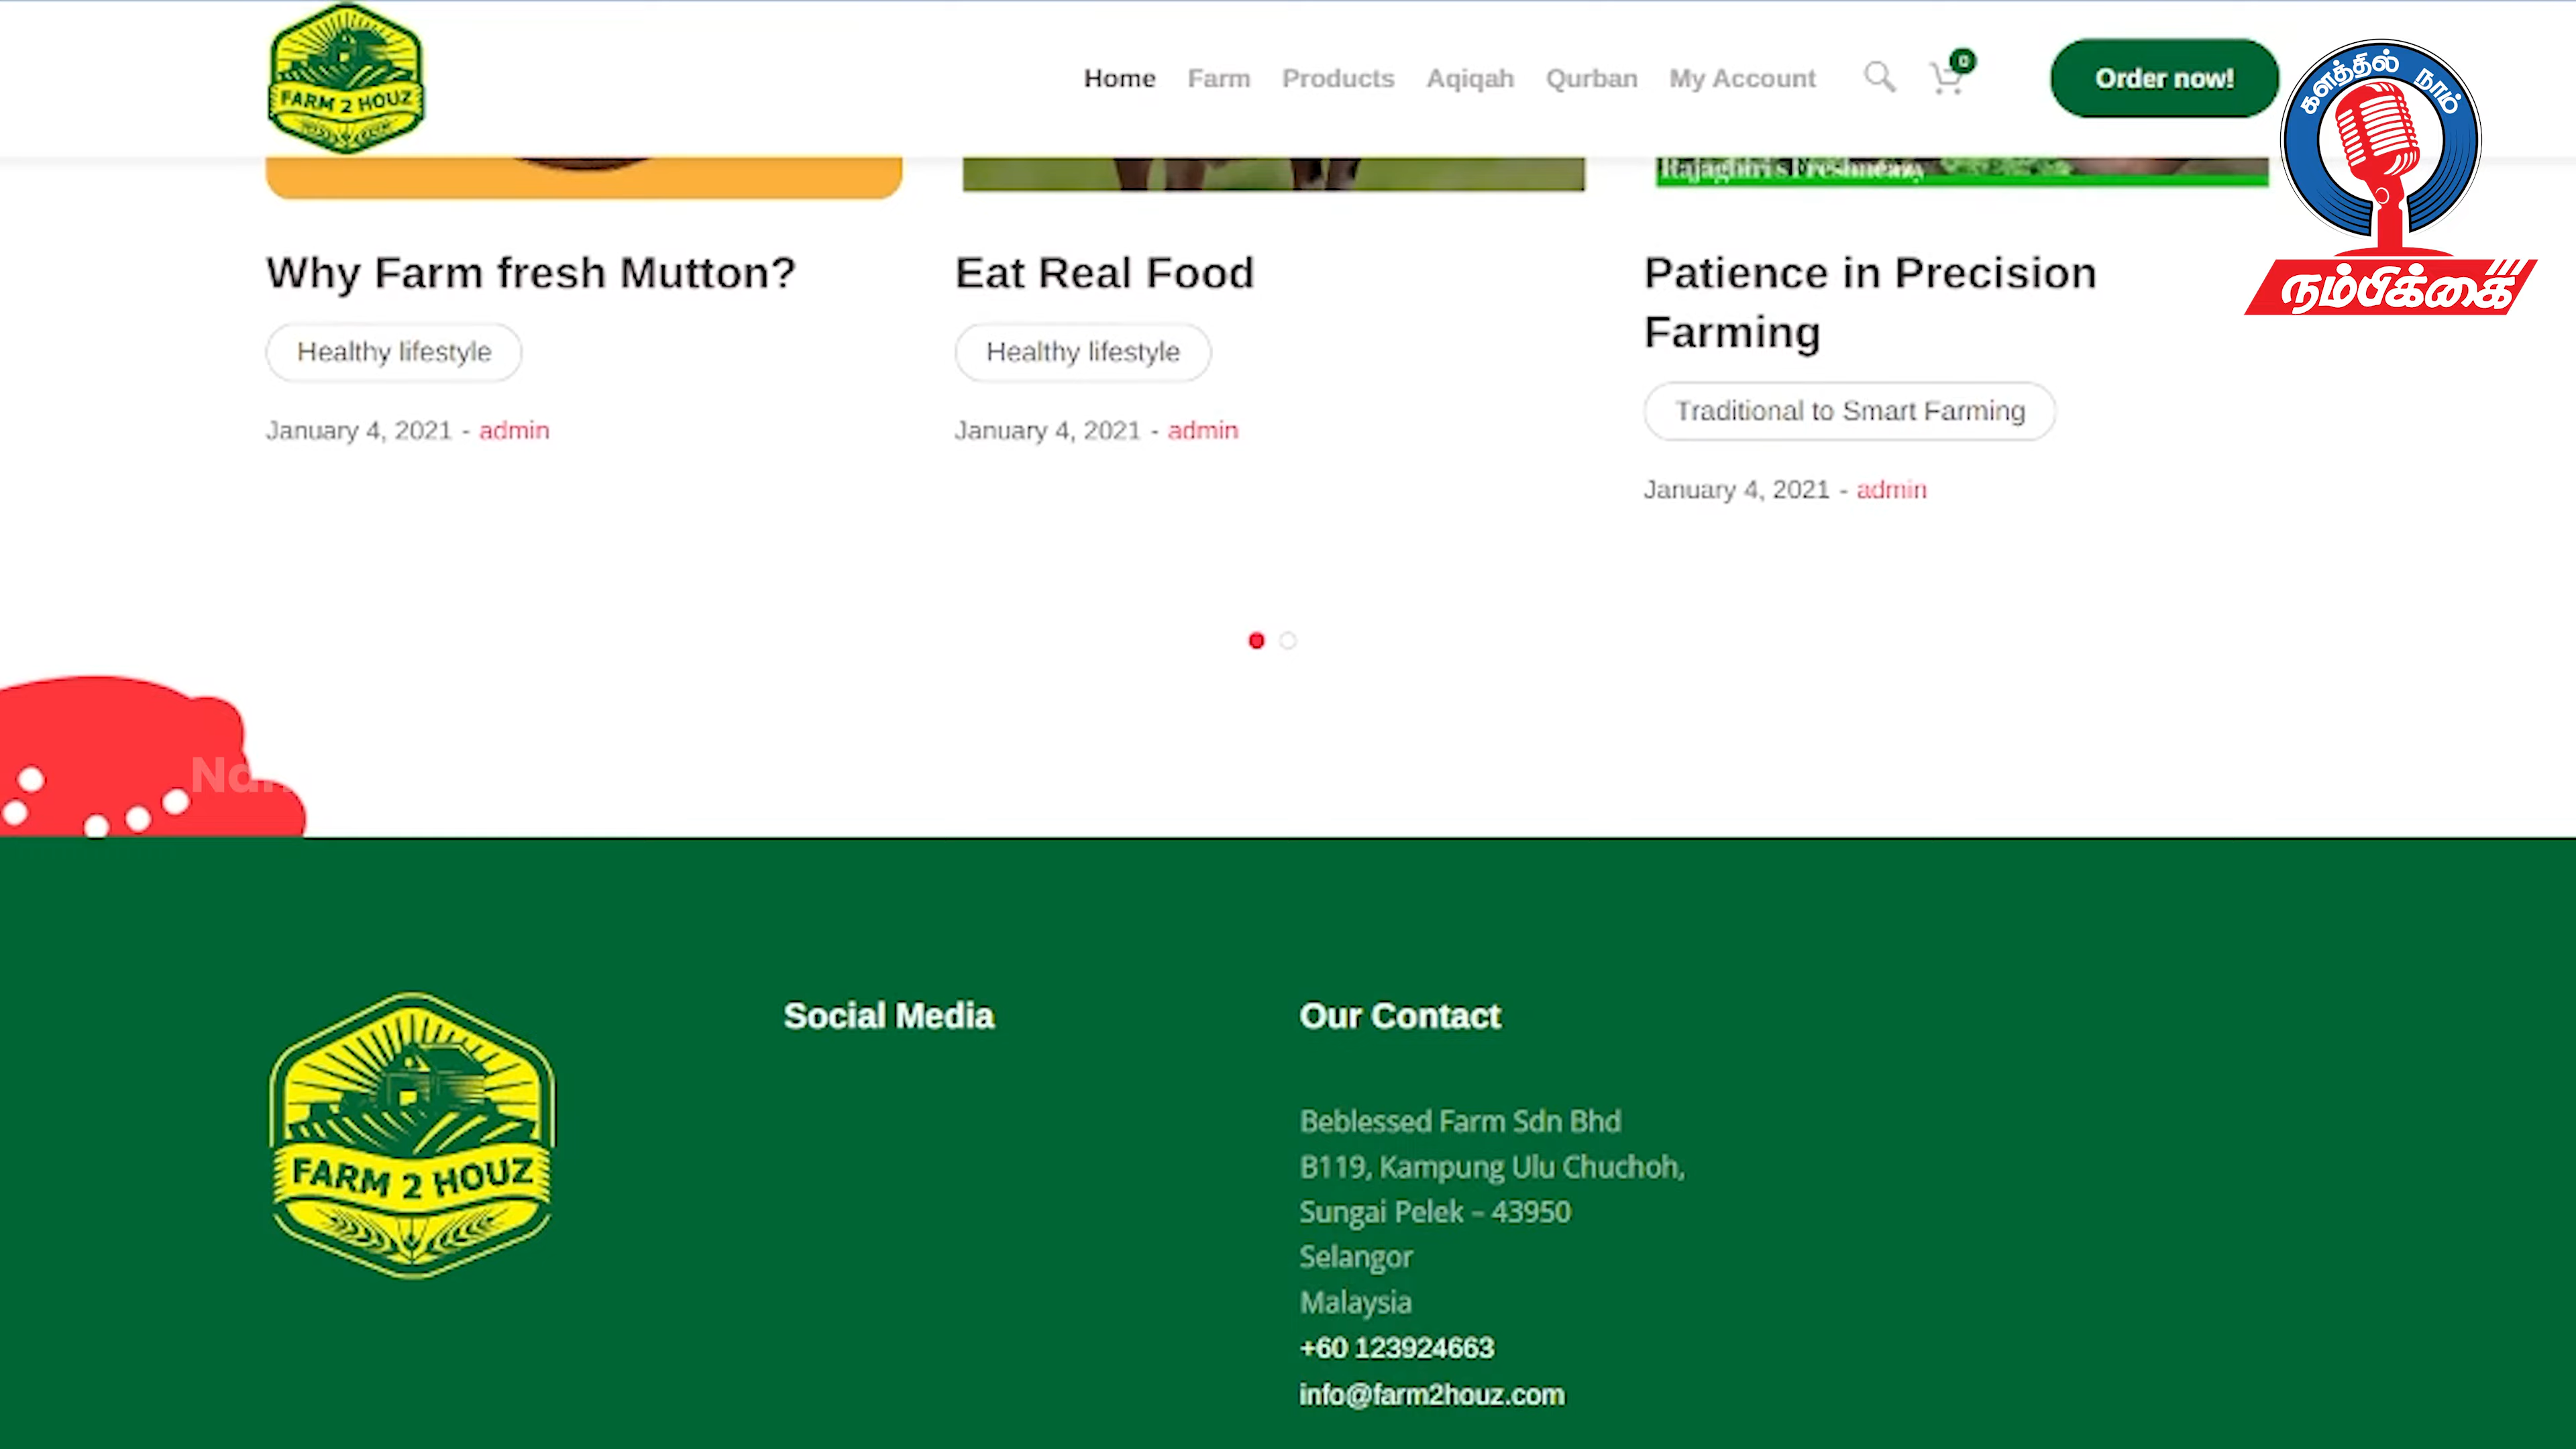 FARM 2 HOUZ
Home Farm Products Aqiqah Qurban My Account 0 Order now!
களத்தில் நாம்
நம்பிக்கை
Rajaghiri's Freshmeaz
Why Farm fresh Mutton?
Healthy lifestyle
January 4, 2021 - admin
Eat Real Food
Healthy lifestyle
January 4, 2021 - admin
Patience in Precision
Farming
Traditional to Smart Farming
January 4, 2021 - admin
FARM 2 HOUZ
Social Media
Our Contact
Beblessed Farm Sdn Bhd
B119, Kampung Ulu Chuchoh,
Sungai Pelek – 43950
Selangor
Malaysia
+60 123924663
info@farm2houz.com